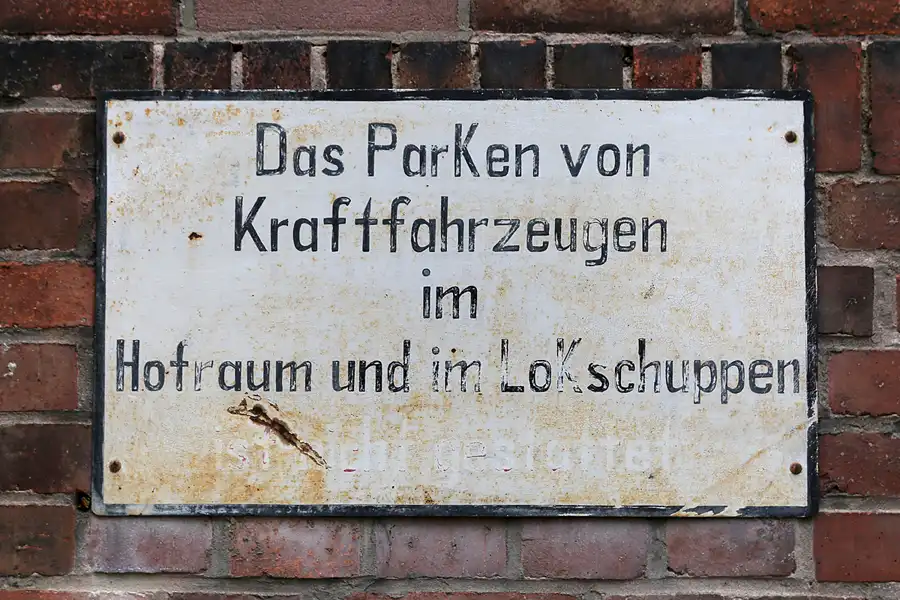 Das ParKen von
Kraftfahrzeugen
im
Hofraum und im LoKschuppen
ist nicht gestattet